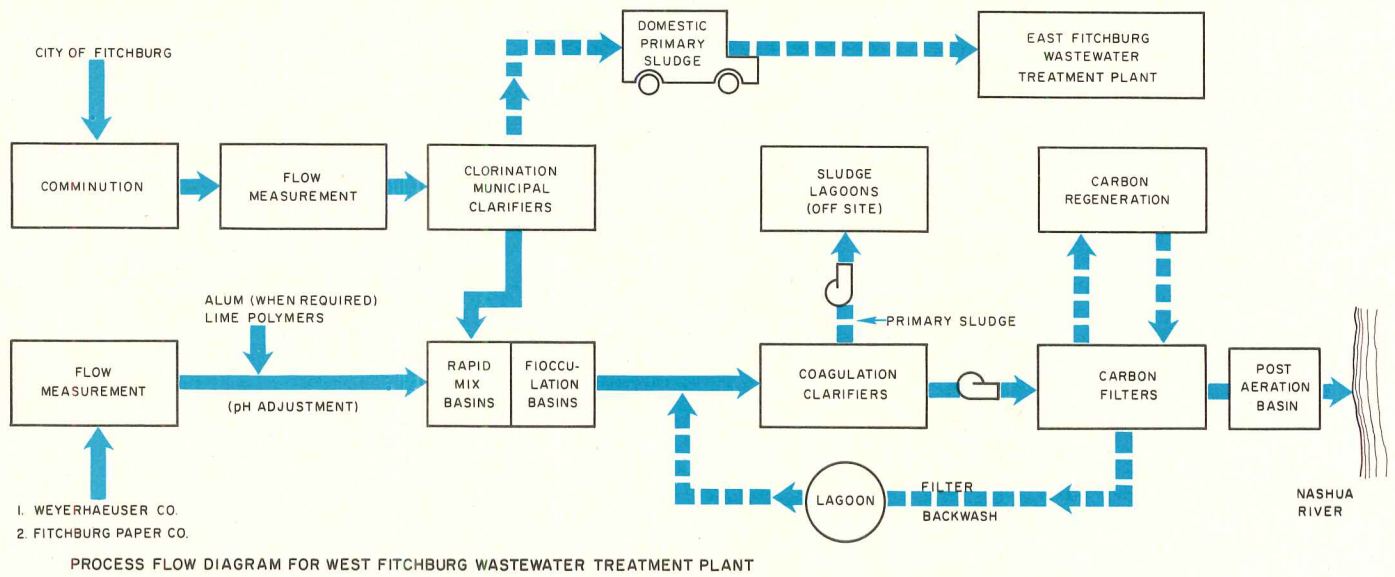 CITY OF FITCHBURG
DOMESTIC
PRIMARY
SLUDGE
EAST FITCHBURG
WASTEWATER
TREATMENT PLANT
COMMINUTION
FLOW
MEASUREMENT
CLORINATION
MUNICIPAL
CLARIFIERS
SLUDGE
LAGOONS
(OFF SITE)
CARBON
REGENERATION
ALUM (WHEN REQUIRED)
LIME POLYMERS
PRIMARY SLUDGE
FLOW
MEASUREMENT
(pH ADJUSTMENT)
RAPID
MIX
BASINS
FIOCCU-
LATION
BASINS
COAGULATION
CLARIFIERS
CARBON
FILTERS
POST
AERATION
BASIN
NASHUA
RIVER
LAGOON
FILTER
BACKWASH
1. WEYERHAEUSER CO.
2. FITCHBURG PAPER CO.
PROCESS FLOW DIAGRAM FOR WEST FITCHBURG WASTEWATER TREATMENT PLANT